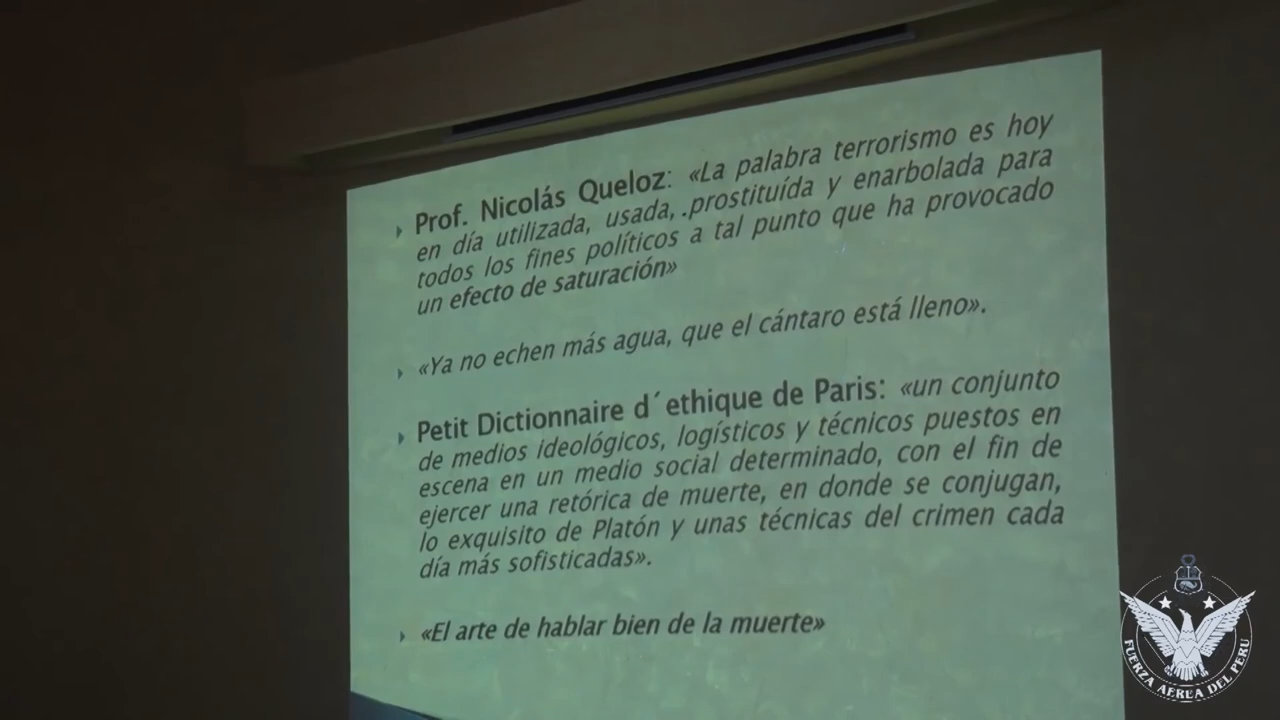 Prof. Nicolás Queloz: «La palabra terrorismo es hoy
en día utilizada, usada, .prostituída y enarbolada para
todos los fines políticos a tal punto que ha provocado
un efecto de saturación»
«Ya no echen más agua, que el cántaro está lleno».
Petit Dictionnaire d´ethique de Paris: «un conjunto
de medios ideológicos, logísticos y técnicos puestos en
escena en un medio social determinado, con el fin de
ejercer una retórica de muerte, en donde se conjugan,
lo exquisito de Platón y unas técnicas del crimen cada
día más sofisticadas».
«El arte de hablar bien de la muerte»
FUERZA AÉREA DEL PERU